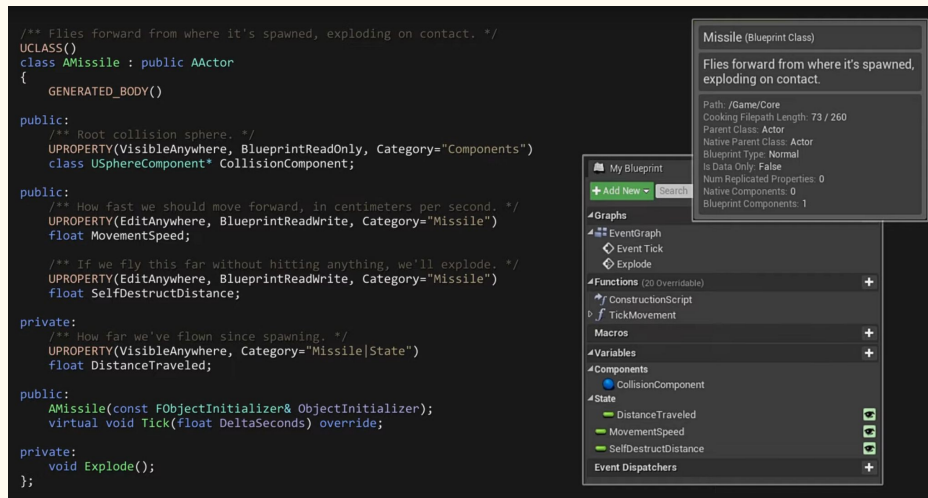 /** Flies forward from where it's spawned, exploding on contact. */
UCLASS()
class AMissile : public AActor
{
GENERATED_BODY()
public:
/** Root collision sphere. */
UPROPERTY(VisibleAnywhere, BlueprintReadOnly, Category="Components")
class USphereComponent* CollisionComponent;
public:
/** How fast we should move forward, in centimeters per second. */
UPROPERTY(EditAnywhere, BlueprintReadWrite, Category="Missile")
float MovementSpeed;
/** If we fly this far without hitting anything, we'll explode. */
UPROPERTY(EditAnywhere, BlueprintReadWrite, Category="Missile")
float SelfDestructDistance;
private:
/** How far we've flown since spawning. */
UPROPERTY(VisibleAnywhere, Category="Missile|State")
float DistanceTraveled;
public:
AMissile(const FObjectInitializer& ObjectInitializer);
virtual void Tick(float DeltaSeconds) override;
private:
void Explode();
};
Missile (Blueprint Class)
Flies forward from where it's spawned,
exploding on contact.
Path: /Game/Core
Cooking Filepath Length: 73 / 260
Parent Class: Actor
Native Parent Class: Actor
Blueprint Type: Normal
Is Data Only: False
Num Replicated Properties: 0
Native Components: 0
Blueprint Components: 1
My Blueprint
+ Add New Search
Graphs
EventGraph
Event Tick
Explode
Functions (20 Overridable)
ConstructionScript
TickMovement
Macros
Variables
Components
CollisionComponent
State
DistanceTraveled
MovementSpeed
SelfDestructDistance
Event Dispatchers